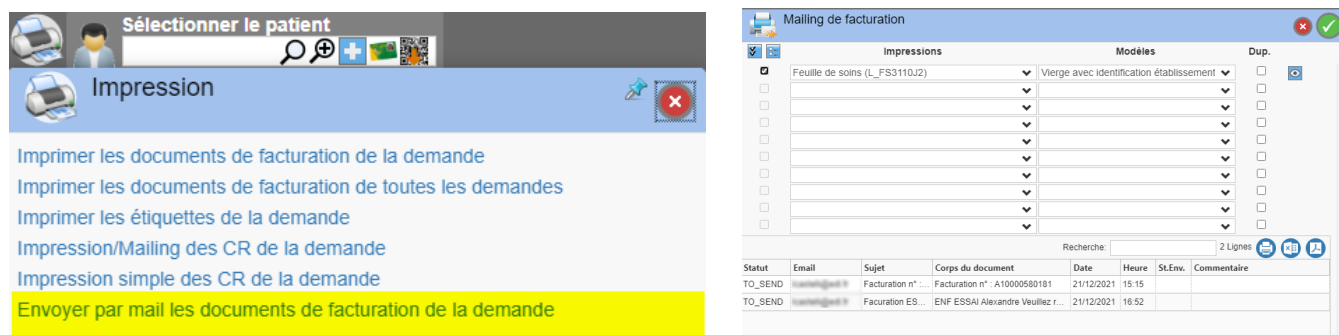 Sélectionner le patient
Impression
Imprimer les documents de facturation de la demande
Imprimer les documents de facturation de toutes les demandes
Imprimer les étiquettes de la demande
Impression/Mailing des CR de la demande
Impression simple des CR de la demande
Envoyer par mail les documents de facturation de la demande
Mailing de facturation
Impressions Modèles Dup.
Feuille de soins (L_FS3110J2) Vierge avec identification établissement
Recherche: 2 Lignes
Statut Email Sujet Corps du document Date Heure St.Env. Commentaire
TO_SEND Facturation n° :... Facturation n° : A10000580181 21/12/2021 15:15
TO_SEND Facuration ES... ENF ESSAI Alexandre Veuillez r... 21/12/2021 16:52